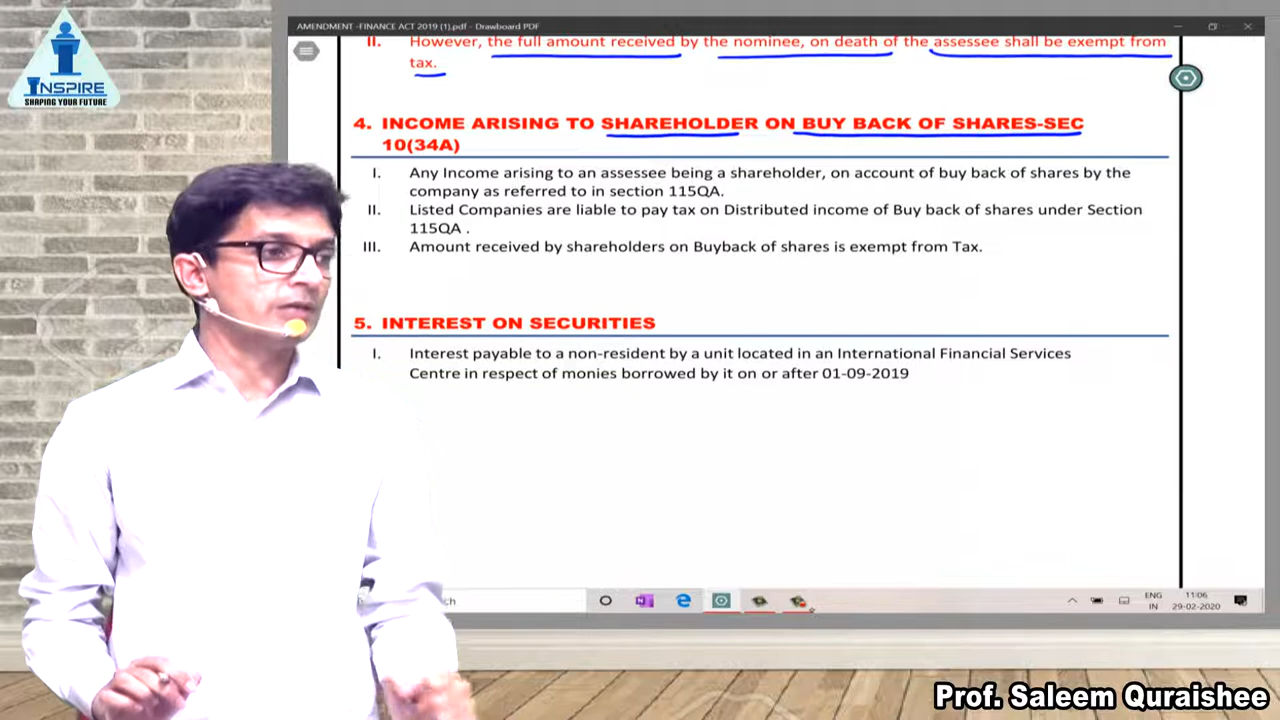 AMENDMENT -FINANCE ACT 2019 (1).pdf - Drawboard PDF
INSPIRE
SHAPING YOUR FUTURE
II. However, the full amount received by the nominee, on death of the assessee shall be exempt from
tax.
4. INCOME ARISING TO SHAREHOLDER ON BUY BACK OF SHARES-SEC
10(34A)
I. Any Income arising to an assessee being a shareholder, on account of buy back of shares by the
company as referred to in section 115QA.
II. Listed Companies are liable to pay tax on Distributed income of Buy back of shares under Section
115QA .
III. Amount received by shareholders on Buyback of shares is exempt from Tax.
5. INTEREST ON SECURITIES
I. Interest payable to a non-resident by a unit located in an International Financial Services
Centre in respect of monies borrowed by it on or after 01-09-2019
ch
ENG
IN
11:06
29-02-2020
Prof. Saleem Quraishee